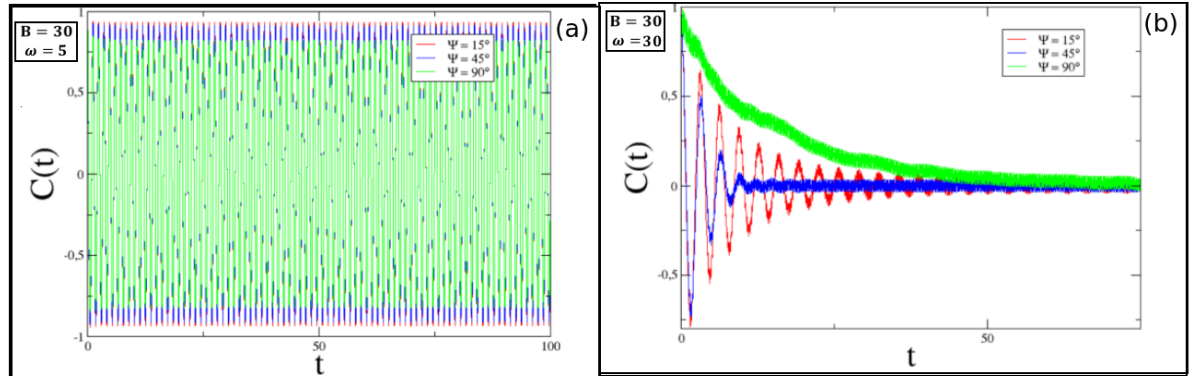 B = 30
ω = 5
(a)
Ψ = 15°
Ψ = 45°
Ψ = 90°
1
0,5
0
-0,5
-1
C(t)
0
50
100
t
B = 30
ω =30
(b)
Ψ = 15°
Ψ = 45°
Ψ = 90°
1
0,5
0
0,5
C(t)
0
50
t